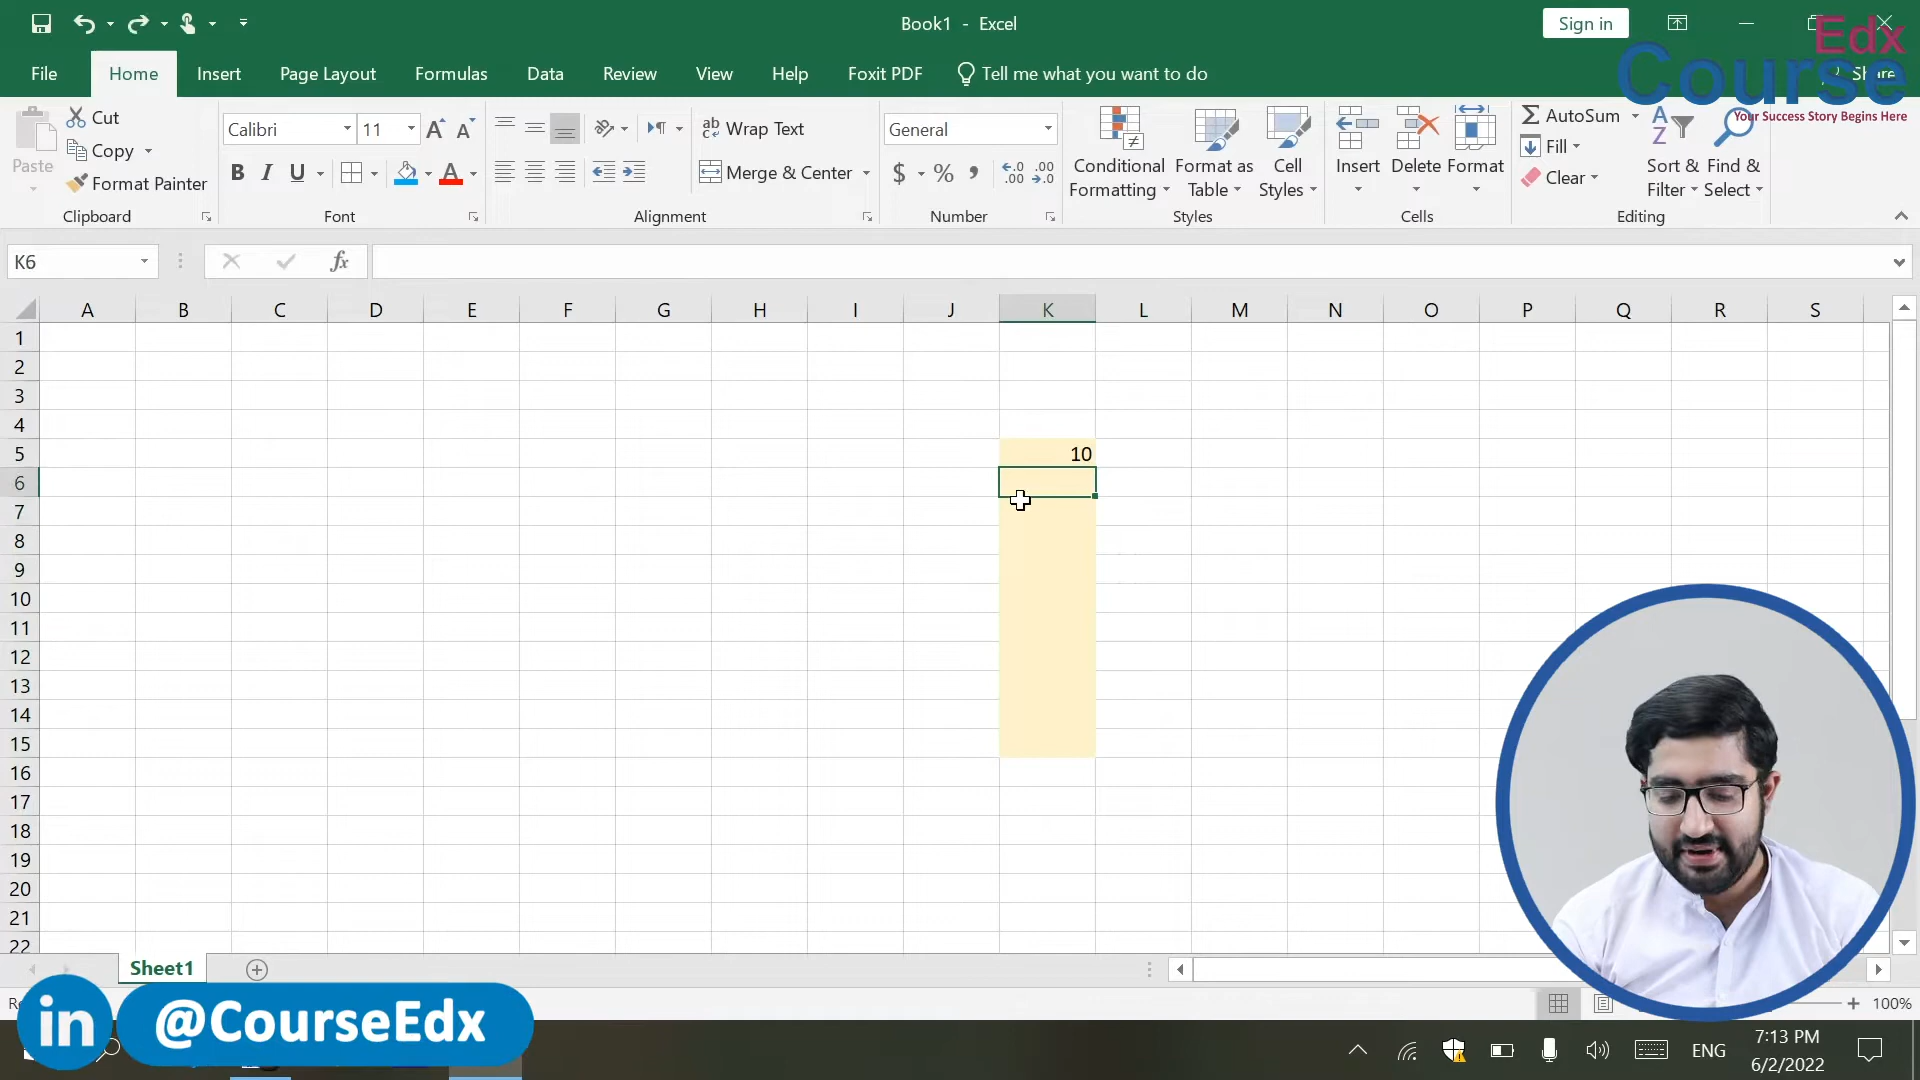 Book1 - Excel
Sign in
Edx
Course
Your Success Story Begins Here
File Home Insert Page Layout Formulas Data Review View Help Foxit PDF Tell me what you want to do
Paste
Cut
Copy
Format Painter
Clipboard
Calibri 11
B I U A
Font
ab Wrap Text
Merge & Center
Alignment
General
$ % ,
Number
Conditional Formatting
Format as Table
Cell Styles
Styles
Insert Delete Format
Cells
AutoSum
Fill
Clear
Sort & Filter
Find & Select
Editing
K6
fx
A B C D E F G H I J K L M N O P Q R S
1
2
3
4
5 10
6
7
8
9
10
11
12
13
14
15
16
17
18
19
20
21
22
Sheet1
100%
in @CourseEdx
ENG
7:13 PM
6/2/2022